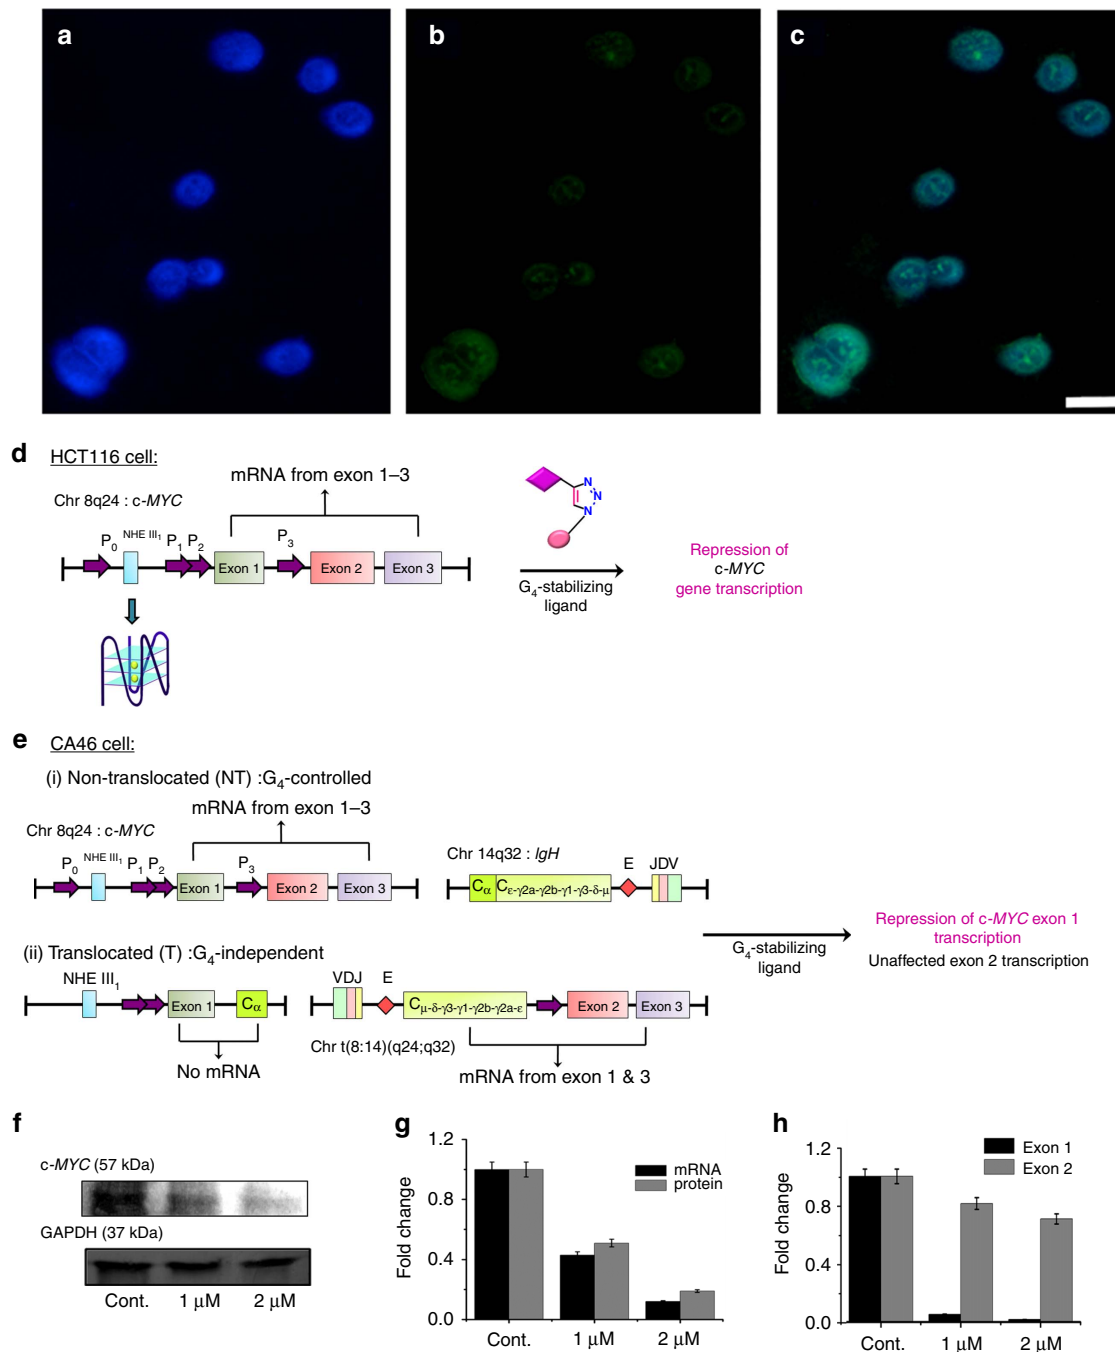 a
b
c
d
HCT116 cell:
mRNA from exon 1–3
Chr 8q24 : c-MYC
P0
NHE III1
P1
P2
P3
Exon 1
Exon 2
Exon 3
N
N
N
G4-stabilizing
ligand
Repression of
c-MYC
gene transcription
e
CA46 cell:
(i) Non-translocated (NT) :G4-controlled
mRNA from exon 1–3
Chr 8q24 : c-MYC
P0
NHE III1
P1
P2
P3
Exon 1
Exon 2
Exon 3
Chr 14q32 : IgH
E
JDV
Cα
Cε-γ2a-γ2b-γ1-γ3-δ-μ
(ii) Translocated (T) :G4-independent
NHE III1
Exon 1
Cα
No mRNA
VDJ
E
Cμ-δ-γ3-γ1-γ2b-γ2a-ε
Exon 2
Exon 3
Chr t(8:14)(q24;q32)
mRNA from exon 1 & 3
G4-stabilizing
ligand
Repression of c-MYC exon 1
transcription
Unaffected exon 2 transcription
f
c-MYC (57 kDa)
GAPDH (37 kDa)
Cont.
1 μM
2 μM
g
1.2
0.8
0.4
0.0
Fold change
mRNA
protein
Cont.
1 μM
2 μM
h
1.2
0.8
0.4
0.0
Fold change
Exon 1
Exon 2
Cont.
1 μM
2 μM